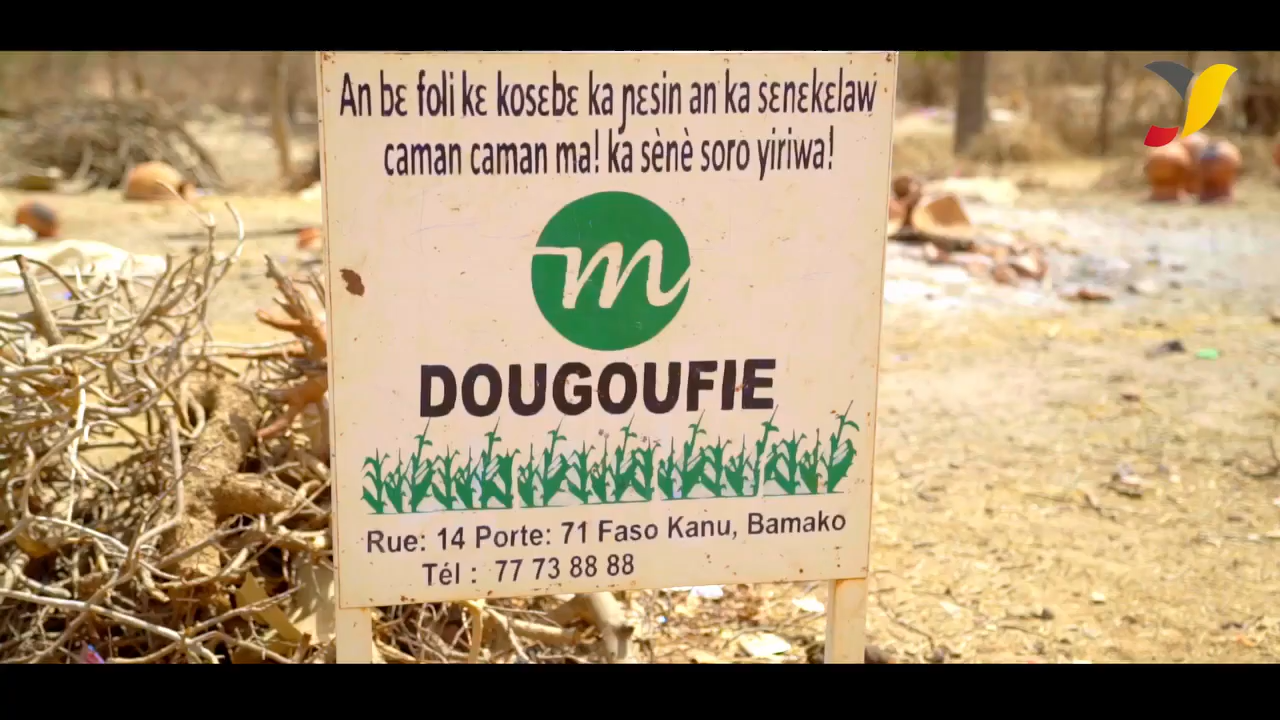 An bɛ foli kɛ kosɛbɛ ka ɲɛsin an ka sɛnɛkɛlaw
caman caman ma! ka sènè soro yiriwa!
m
DOUGOUFIE
Rue: 14 Porte: 71 Faso Kanu, Bamako
Tél : 77 73 88 88